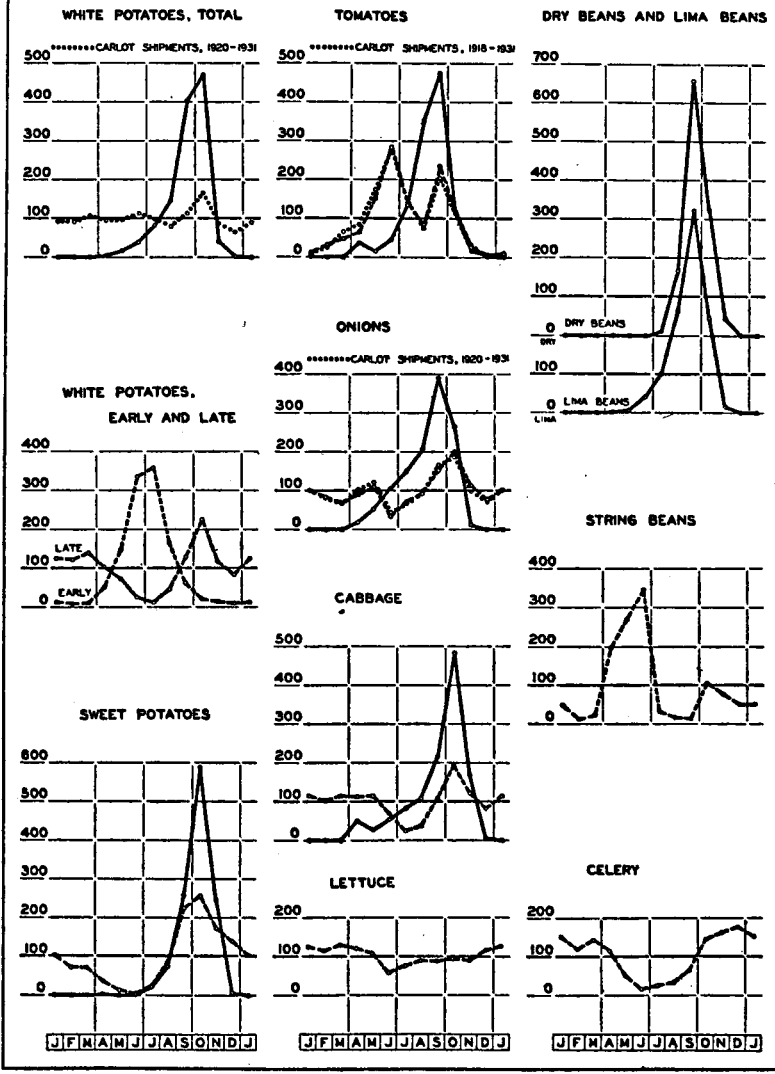 WHITE POTATOES, TOTAL
CARLOT SHIPMENTS, 1920-1931
500
400
300
200
100
0
WHITE POTATOES,
EARLY AND LATE
400
300
200
LATE
100
EARLY
0
SWEET POTATOES
600
500
400
300
200
100
0
J F M A M J J A S O N D J
TOMATOES
CARLOT SHIPMENTS, 1918-1931
500
400
300
200
100
0
ONIONS
CARLOT SHIPMENTS, 1920-1931
400
300
200
100
0
CABBAGE
500
400
300
200
100
0
LETTUCE
200
100
0
J F M A M J J A S O N D J
DRY BEANS AND LIMA BEANS
700
600
500
400
300
200
100
0 DRY BEANS
DRY
100
0 LIMA BEANS
LIMA
STRING BEANS
400
300
200
100
0
CELERY
200
100
0
J F M A M J J A S O N D J